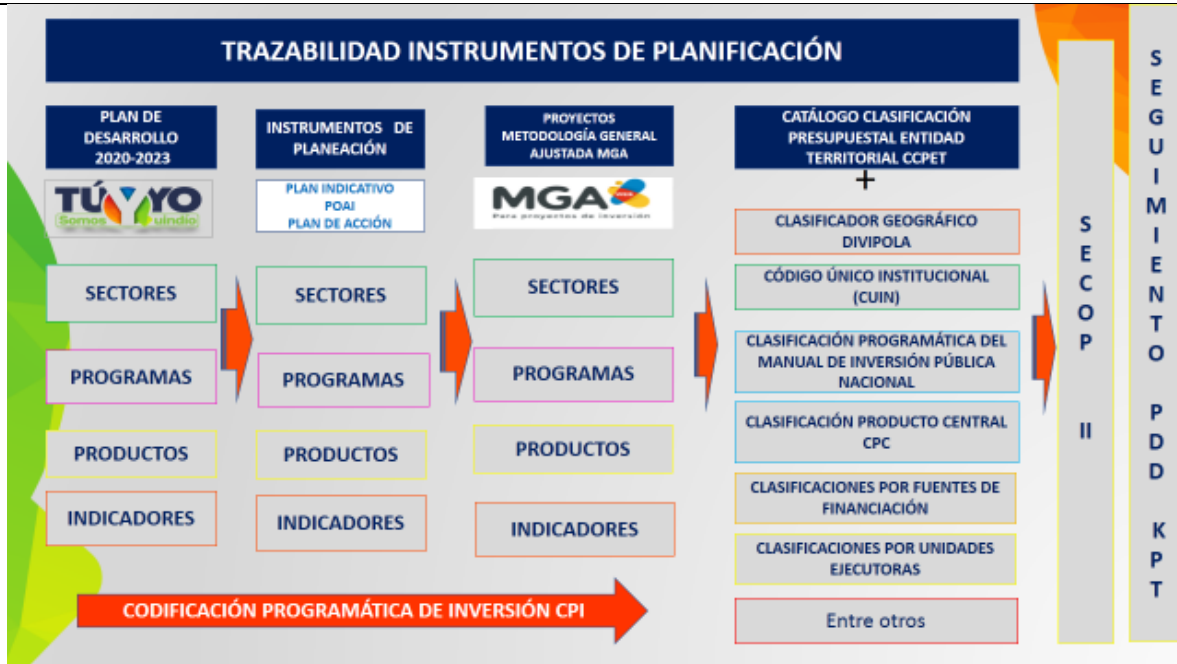 TRAZABILIDAD INSTRUMENTOS DE PLANIFICACIÓN
PLAN DE
DESARROLLO
2020-2023
TÚ Y YO
Somos Quindio
SECTORES
PROGRAMAS
PRODUCTOS
INDICADORES
INSTRUMENTOS DE
PLANEACIÓN
PLAN INDICATIVO
POAI
PLAN DE ACCIÓN
SECTORES
PROGRAMAS
PRODUCTOS
INDICADORES
PROYECTOS
METODOLOGÍA GENERAL
AJUSTADA MGA
MGA
Para proyectos de inversión
SECTORES
PROGRAMAS
PRODUCTOS
INDICADORES
CODIFICACIÓN PROGRAMÁTICA DE INVERSIÓN CPI
CATÁLOGO CLASIFICACIÓN
PRESUPUESTAL ENTIDAD
TERRITORIAL CCPET
+
CLASIFICADOR GEOGRÁFICO
DIVIPOLA
CÓDIGO ÚNICO INSTITUCIONAL
(CUIN)
CLASIFICACIÓN PROGRAMÁTICA DEL
MANUAL DE INVERSIÓN PÚBLICA
NACIONAL
CLASIFICACIÓN PRODUCTO CENTRAL
CPC
CLASIFICACIONES POR FUENTES DE
FINANCIACIÓN
CLASIFICACIONES POR UNIDADES
EJECUTORAS
Entre otros
SECOP II
SEGUIMIENTO PDD KPT